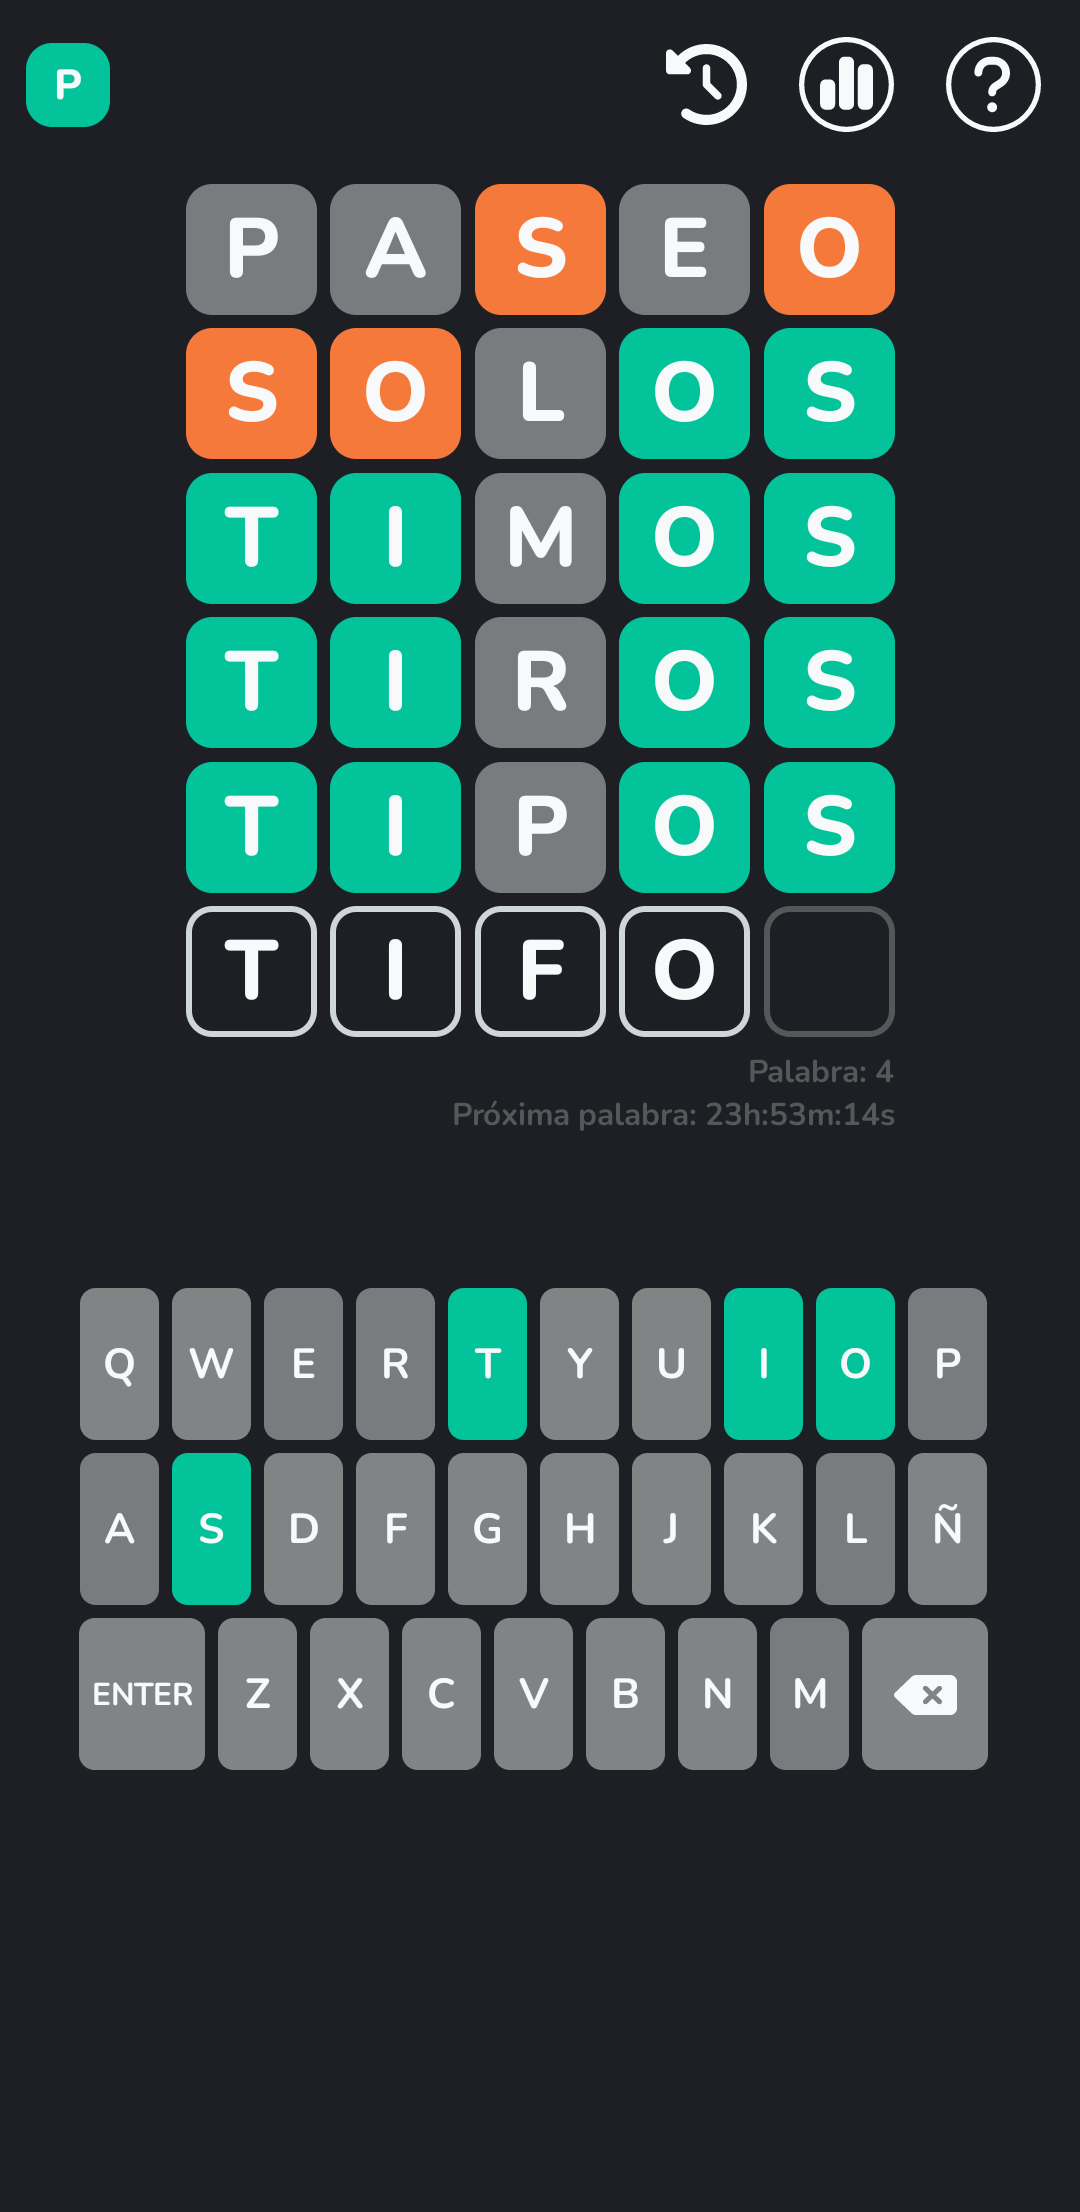 P
P A S E O
S O L O S
T I M O S
T I R O S
T I P O S
T I F O
Palabra: 4
Próxima palabra: 23h:53m:14s
Q W E R T Y U I O P
A S D F G H J K L Ñ
ENTER Z X C V B N M